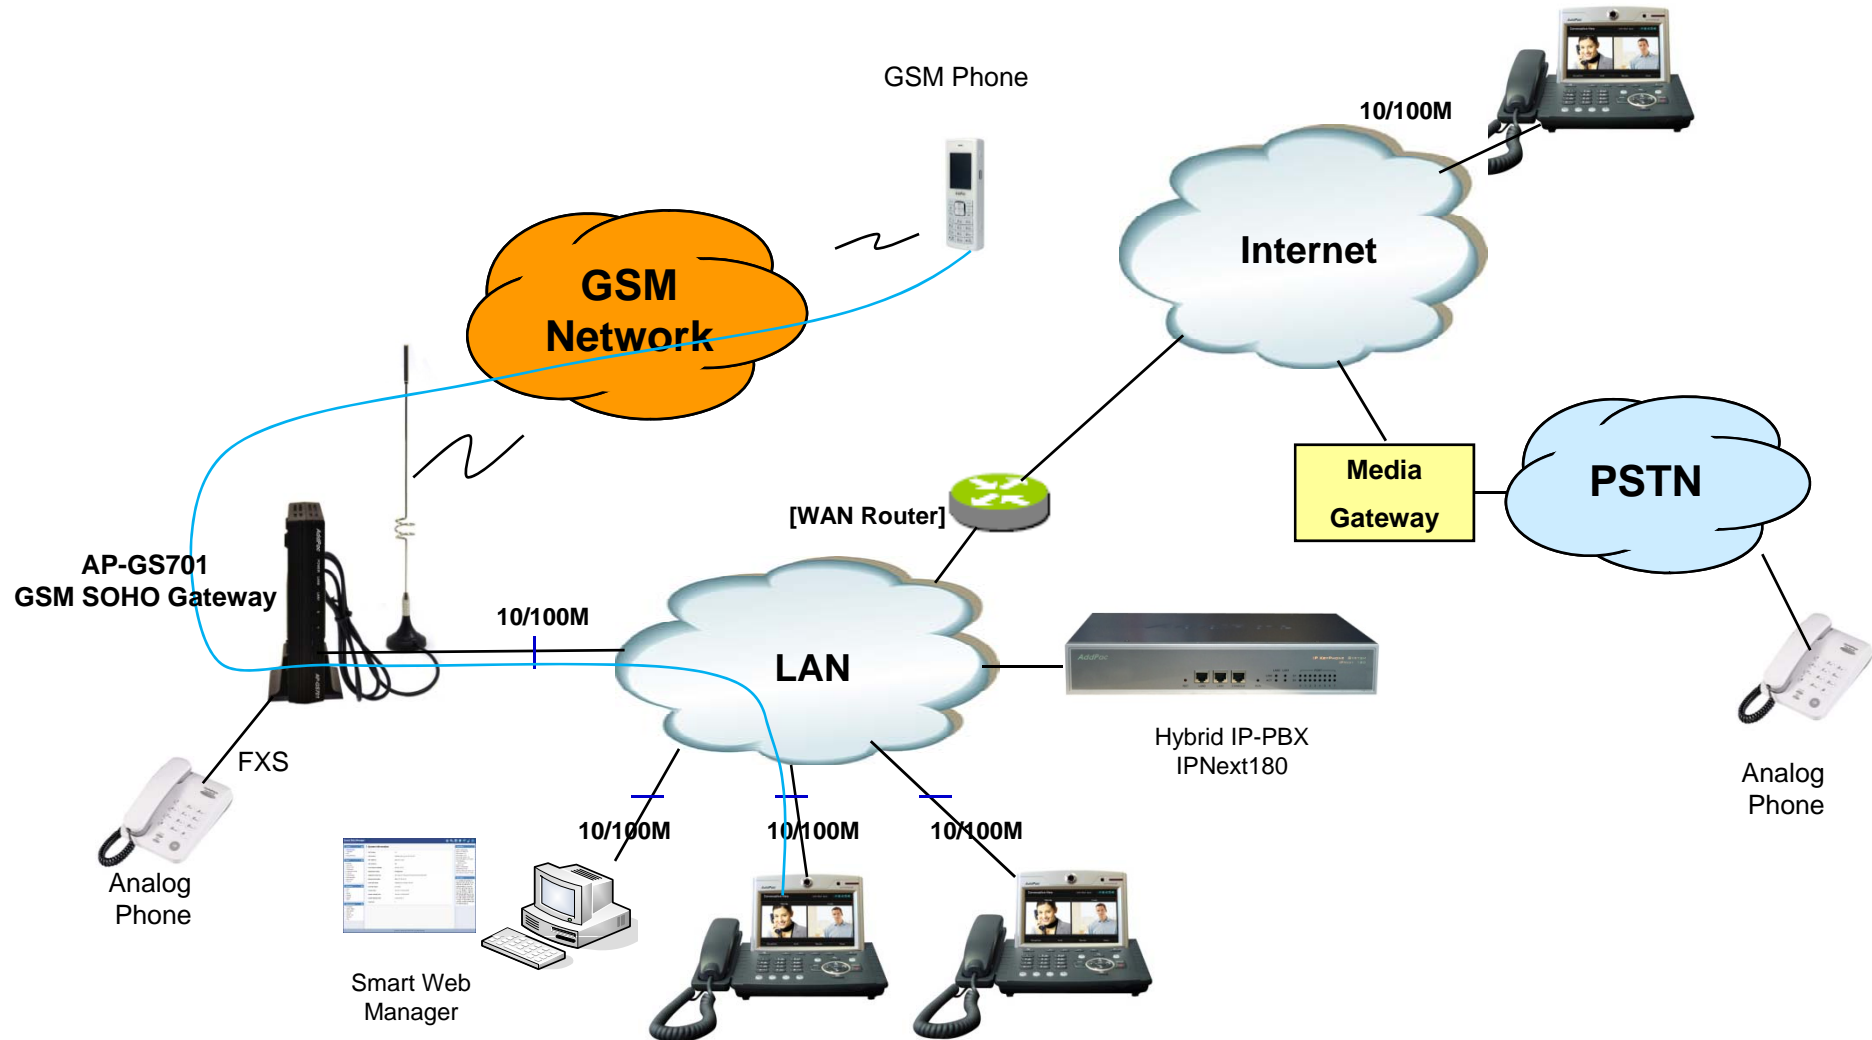 GSM Phone
10/100M
Internet
GSM
Network
Media
Gateway
PSTN
[WAN Router]
AP-GS701
GSM SOHO Gateway
10/100M
LAN
AddPac
Hybrid IP-PBX
IPNext180
FXS
Analog
Phone
Analog
Phone
10/100M
10/100M
10/100M
Smart Web
Manager